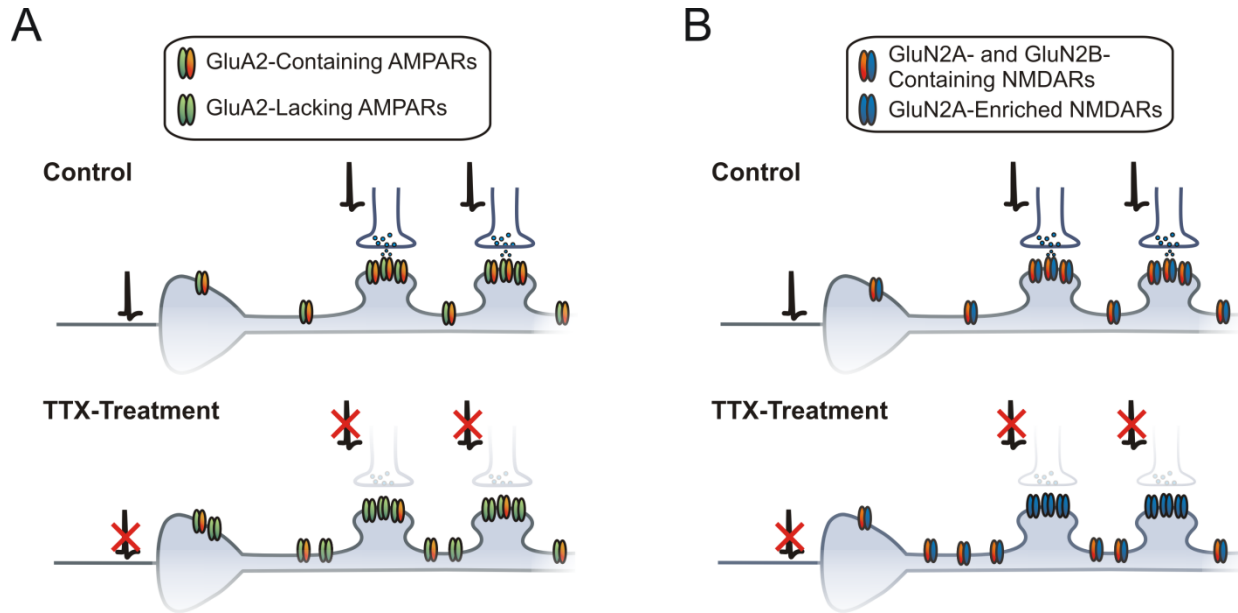 A
GluA2-Containing AMPARs
GluA2-Lacking AMPARs
Control
TTX-Treatment
B
GluN2A- and GluN2B-
Containing NMDARs
GluN2A-Enriched NMDARs
Control
TTX-Treatment